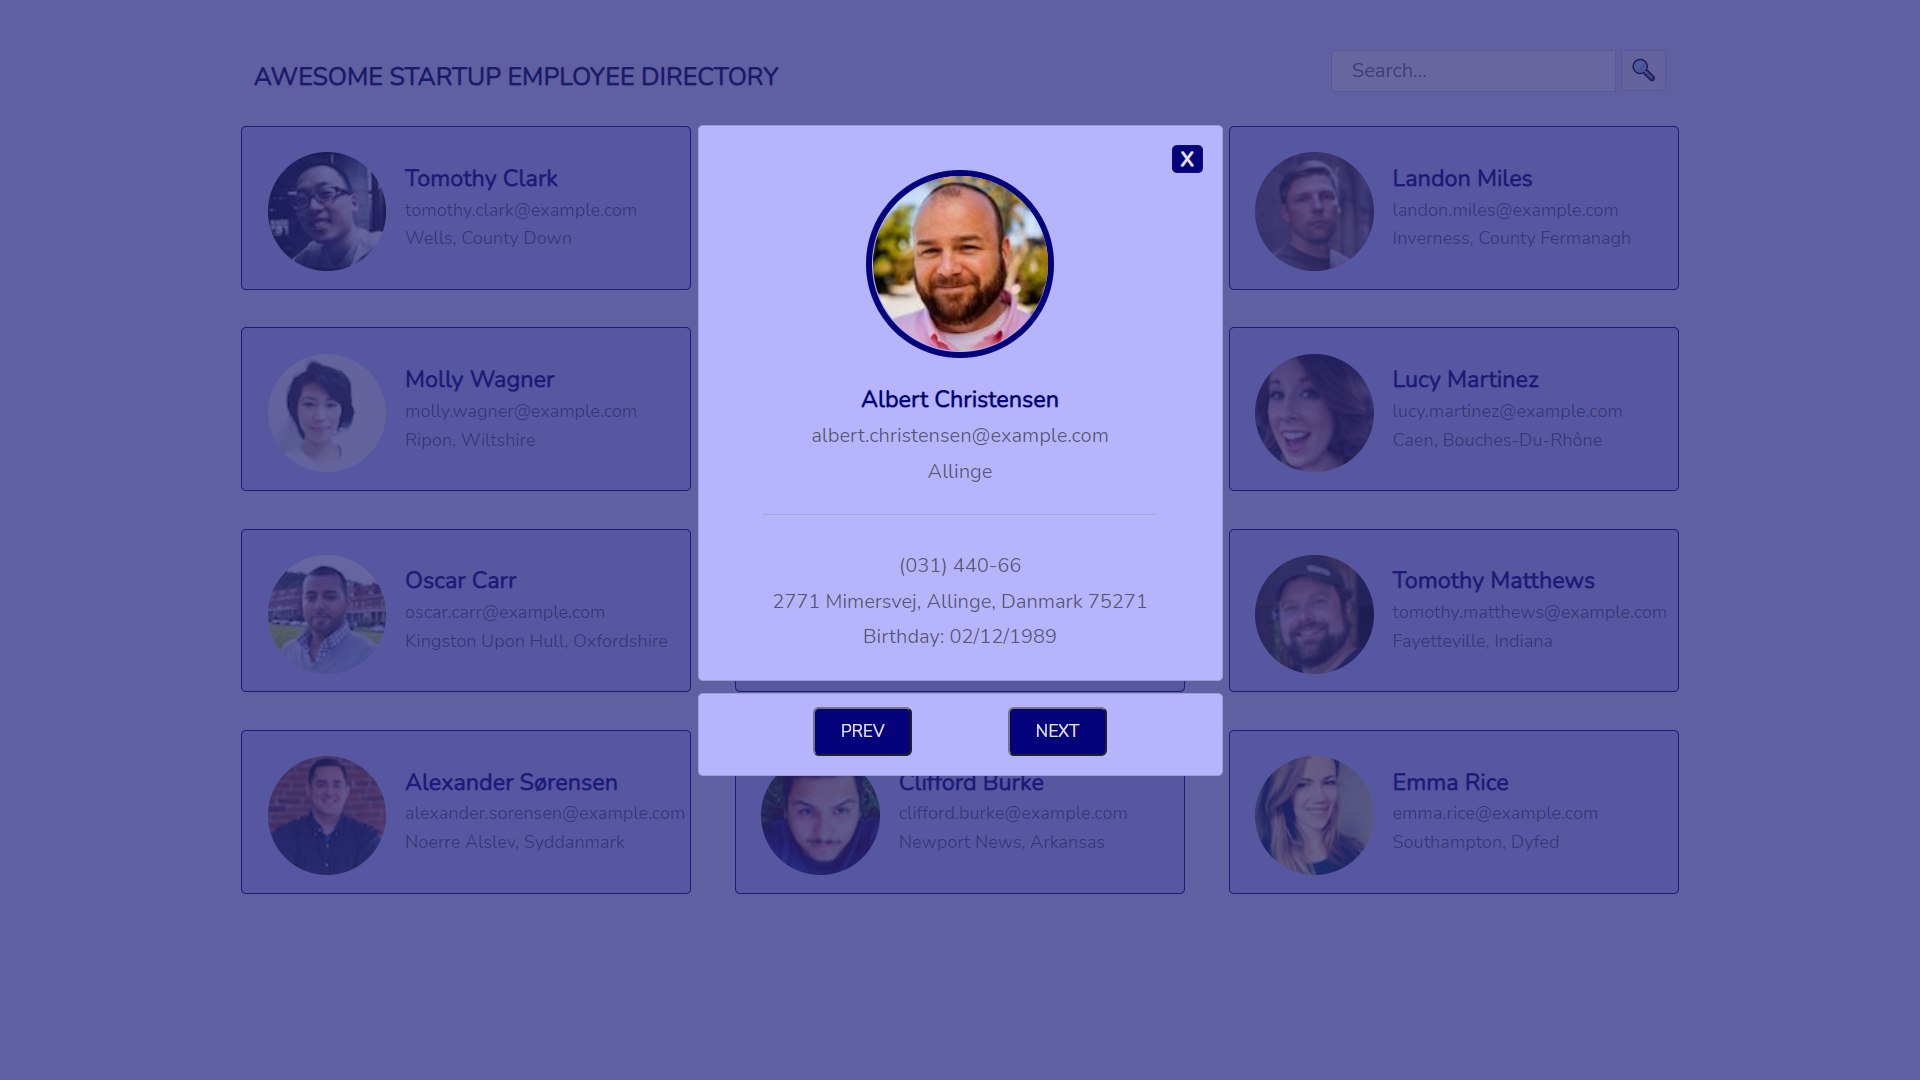 AWESOME STARTUP EMPLOYEE DIRECTORY
Search...
Tomothy Clark
tomothy.clark@example.com
Wells, County Down
X
Albert Christensen
albert.christensen@example.com
Allinge
(031) 440-66
2771 Mimersvej, Allinge, Danmark 75271
Birthday: 02/12/1989
PREV
NEXT
Landon Miles
landon.miles@example.com
Inverness, County Fermanagh
Molly Wagner
molly.wagner@example.com
Ripon, Wiltshire
Lucy Martinez
lucy.martinez@example.com
Caen, Bouches-Du-Rhône
Oscar Carr
oscar.carr@example.com
Kingston Upon Hull, Oxfordshire
Tomothy Matthews
tomothy.matthews@example.com
Fayetteville, Indiana
Alexander Sørensen
alexander.sorensen@example.com
Noerre Alslev, Syddanmark
Clifford Burke
clifford.burke@example.com
Newport News, Arkansas
Emma Rice
emma.rice@example.com
Southampton, Dyfed